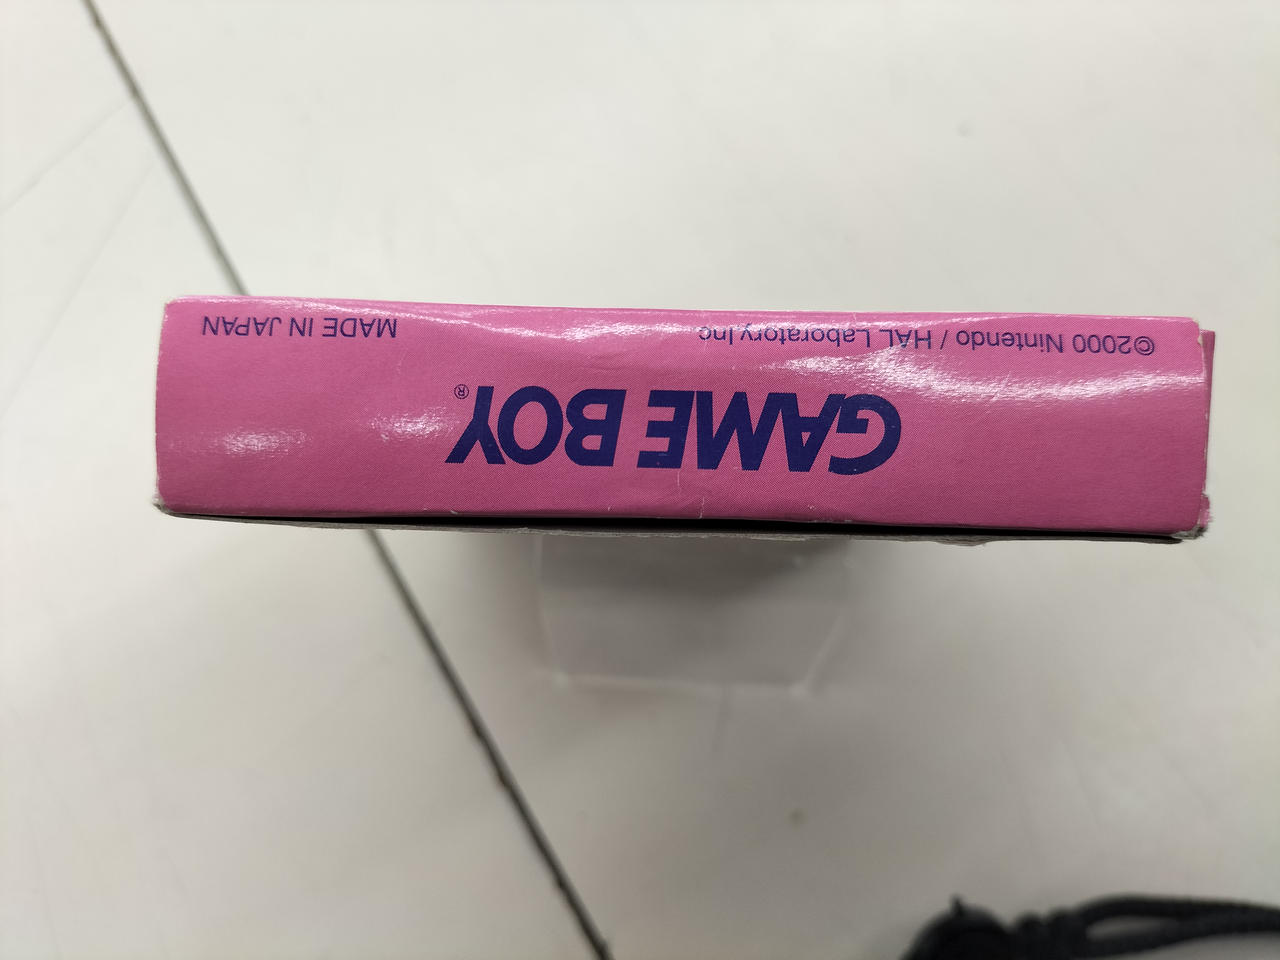 GAME BOY®
©2000 Nintendo / HAL Laboratory,Inc
MADE IN JAPAN